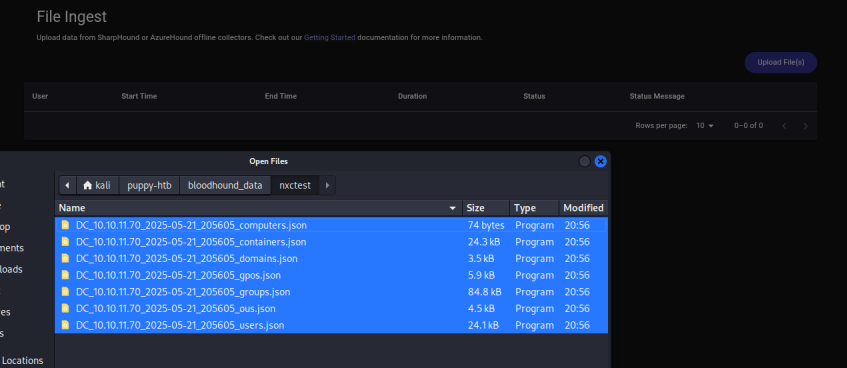 File Ingest
Upload data from SharpHound or AzureHound offline collectors. Check out our Getting Started documentation for more information.
Upload File(s)
User Start Time End Time Duration Status Status Message
Rows per page: 10 0–0 of 0
Open Files
kali puppy-htb bloodhound_data nxctest
Name Size Type Modified
DC_10.10.11.70_2025-05-21_205605_computers.json 74 bytes Program 20:56
DC_10.10.11.70_2025-05-21_205605_containers.json 24.3 kB Program 20:56
DC_10.10.11.70_2025-05-21_205605_domains.json 3.5 kB Program 20:56
DC_10.10.11.70_2025-05-21_205605_gpos.json 5.9 kB Program 20:56
DC_10.10.11.70_2025-05-21_205605_groups.json 84.8 kB Program 20:56
DC_10.10.11.70_2025-05-21_205605_ous.json 4.5 kB Program 20:56
DC_10.10.11.70_2025-05-21_205605_users.json 24.1 kB Program 20:56
Locations